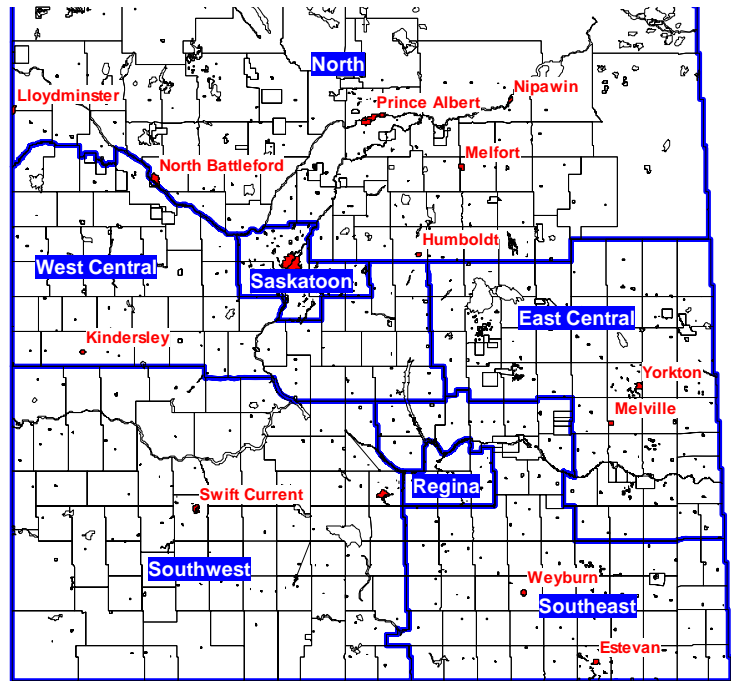 North
Nipawin
Lloydminster
Prince Albert
North Battleford
Melfort
Humboldt
West Central
Saskatoon
East Central
Kindersley
Yorkton
Melville
Regina
Swift Current
Southwest
Weyburn
Southeast
Estevan